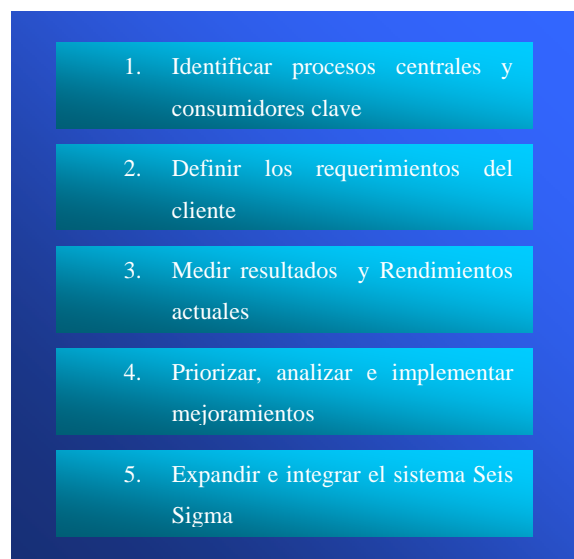 1. Identificar procesos centrales y
consumidores clave
2. Definir los requerimientos del
cliente
3. Medir resultados y Rendimientos
actuales
4. Priorizar, analizar e implementar
mejoramientos
5. Expandir e integrar el sistema Seis
Sigma